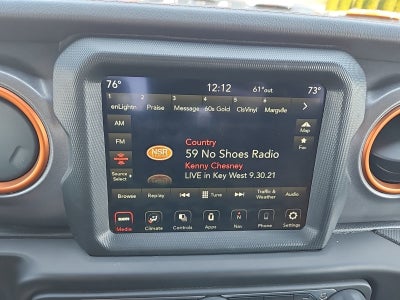 76° 12:12 61°out 73°
1 2 3 4 5 6
enLightn Praise Message 60s Gold ClsVinyl Margvlle
AM
FM
Source
Select
Map
Fav
NSR
Country
59 No Shoes Radio
Kenny Chesney
LIVE in Key West 9.30.21
Browse Replay Tune Traffic &
Weather Audio
Media Climate Controls Apps Nav Phone Settings